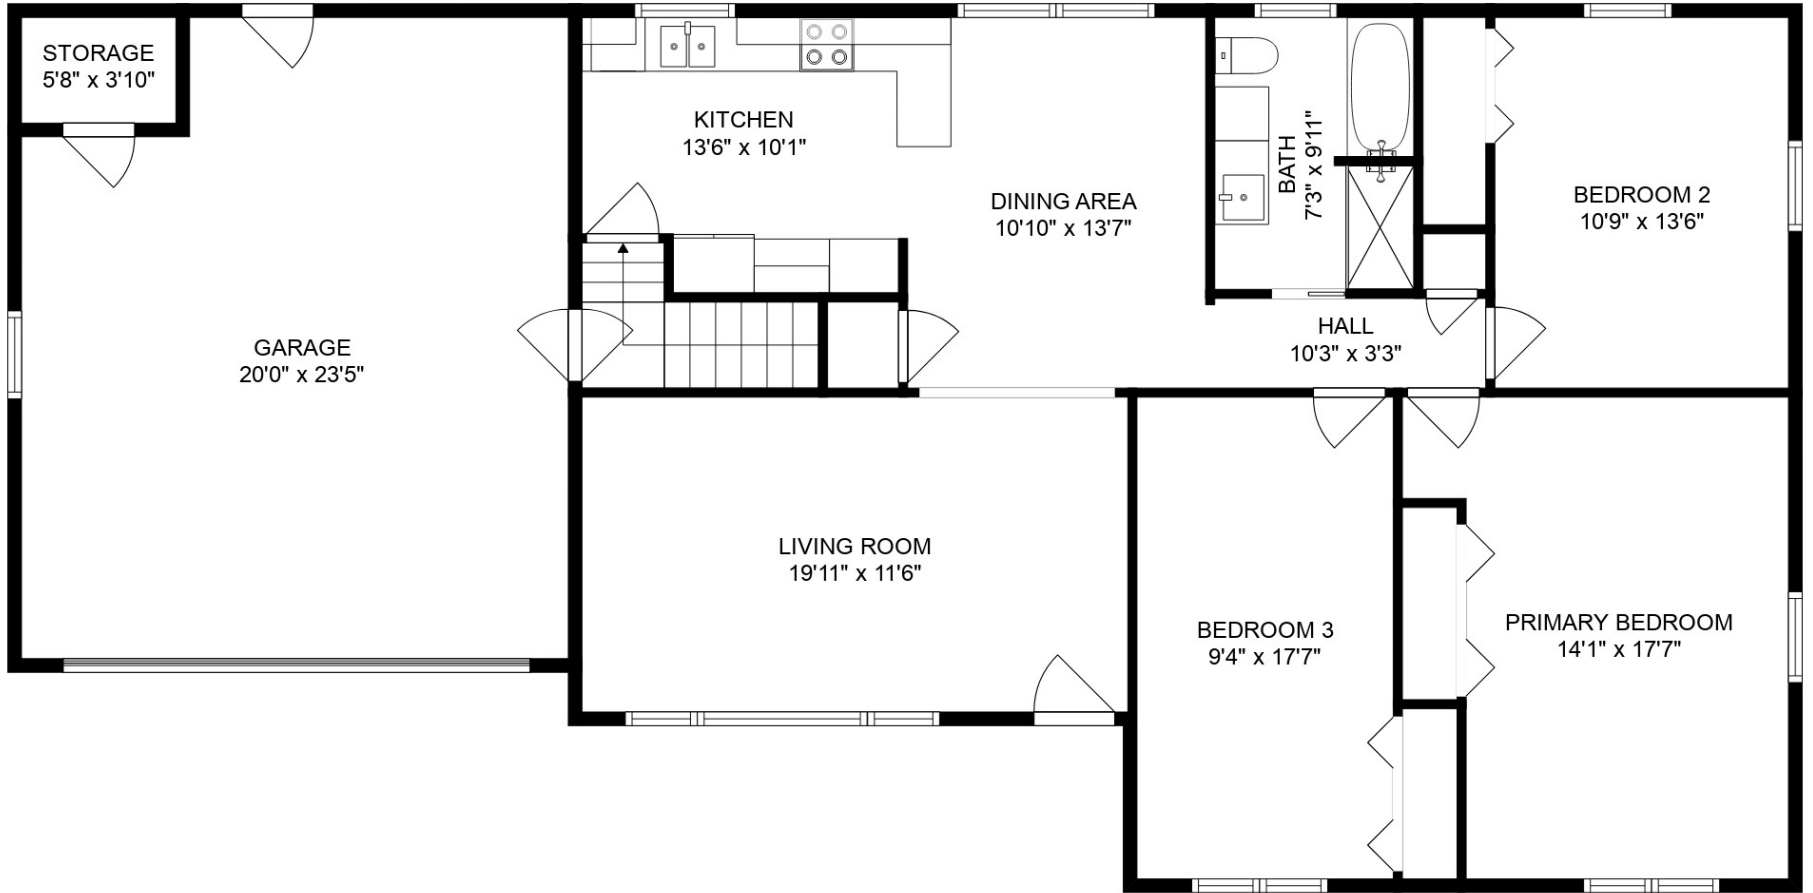 STORAGE
5'8" x 3'10"
KITCHEN
13'6" x 10'1"
DINING AREA
10'10" x 13'7"
BATH
7'3" x 9'11"
BEDROOM 2
10'9" x 13'6"
GARAGE
20'0" x 23'5"
HALL
10'3" x 3'3"
LIVING ROOM
19'11" x 11'6"
BEDROOM 3
9'4" x 17'7"
PRIMARY BEDROOM
14'1" x 17'7"